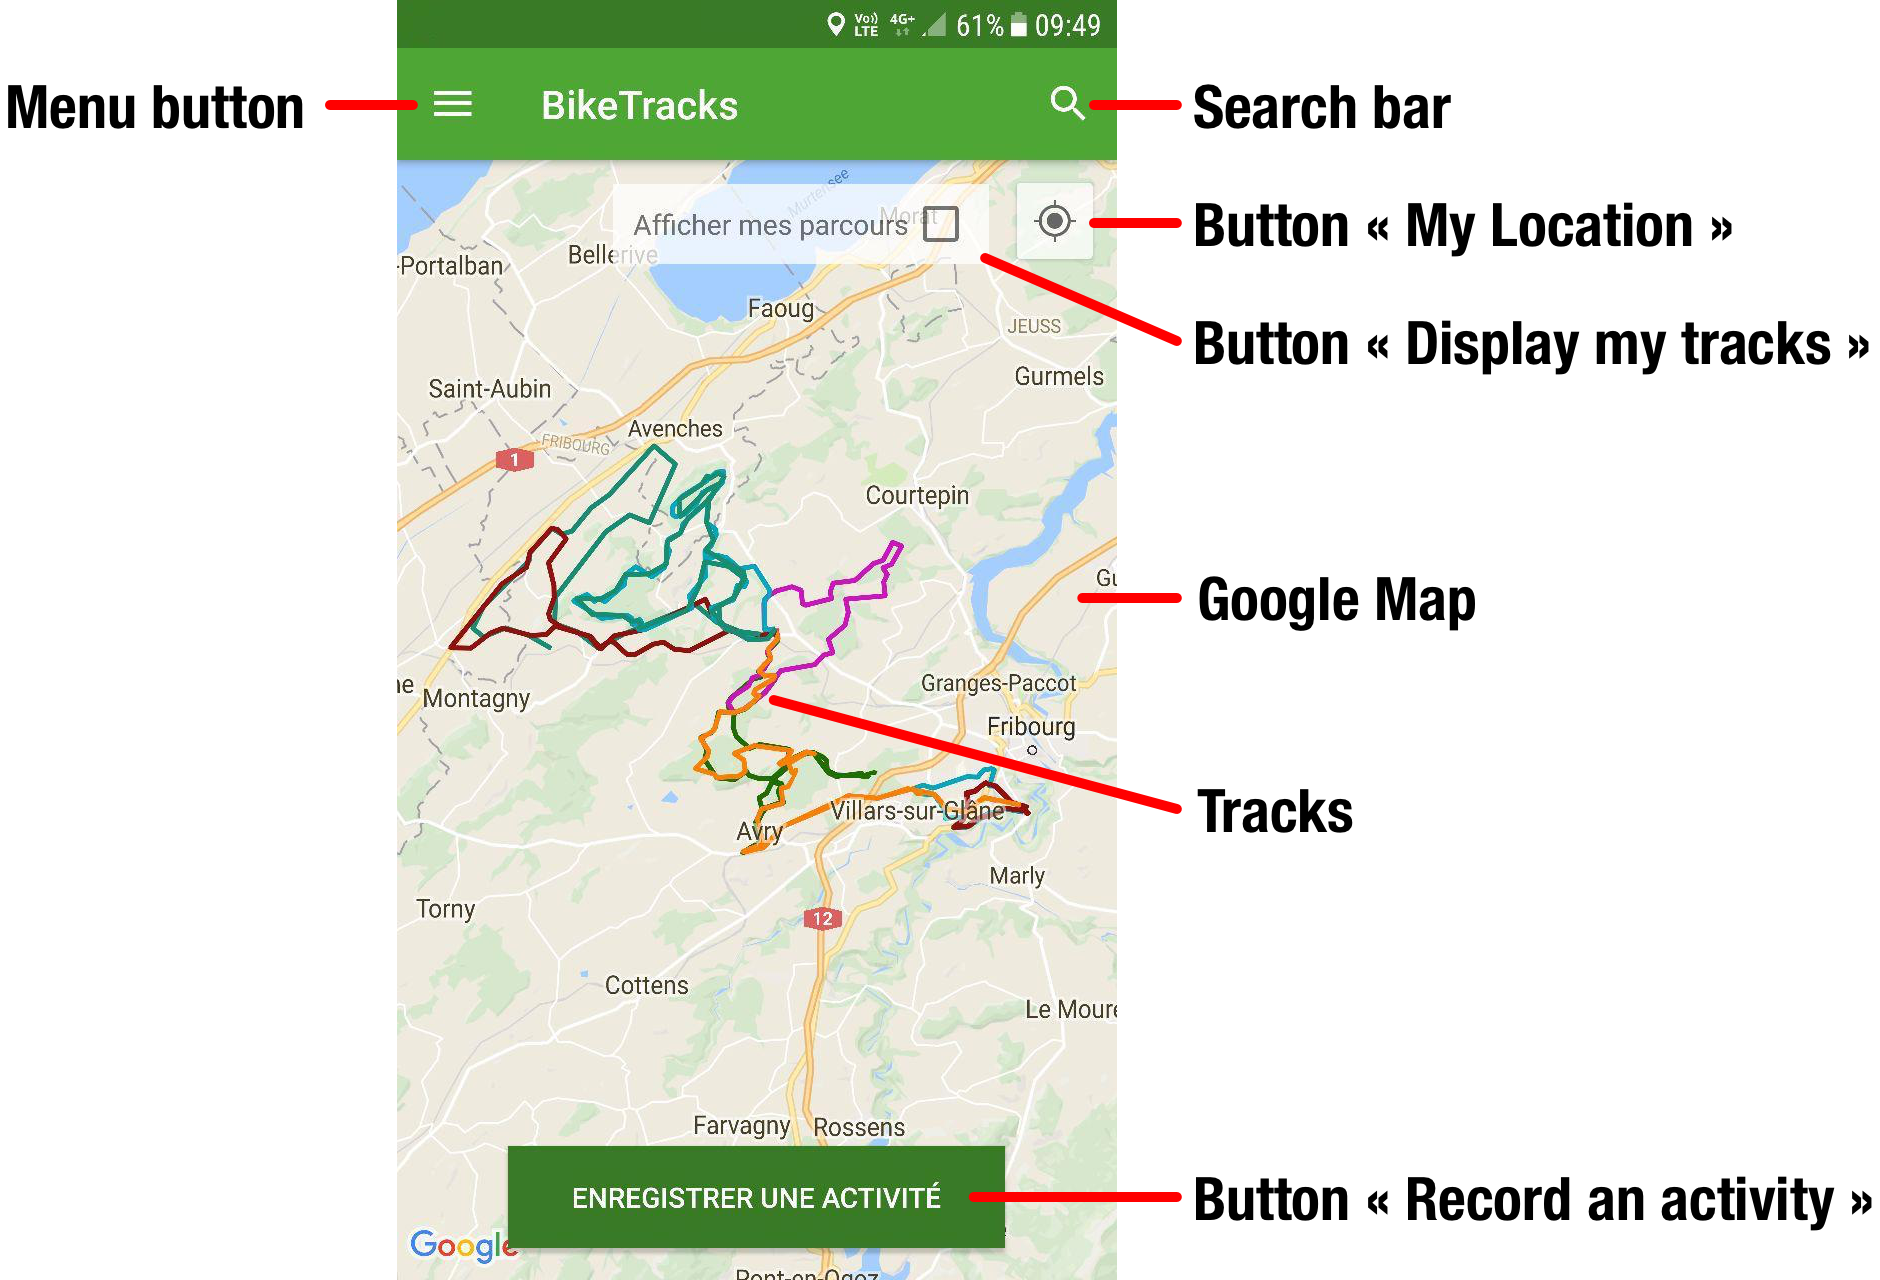 Vo)) LTE 4G+ 61% 09:49
Menu button
BikeTracks
Search bar
Murtensee
Afficher mes parcours
Morat
Button « My Location »
Bellerive
-Portalban
Faoug
JEUSS
Button « Display my tracks »
Gurmels
Saint-Aubin
Avenches
FRIBOURG
1
Courtepin
Gu
Google Map
Granges-Paccot
ne
Montagny
Fribourg
Villars-sur-Glâne
Tracks
Avry
Marly
Torny
12
Cottens
Le Moure
Farvagny
Rossens
ENREGISTRER UNE ACTIVITÉ
Button « Record an activity »
Google
Pont-en-Ogoz